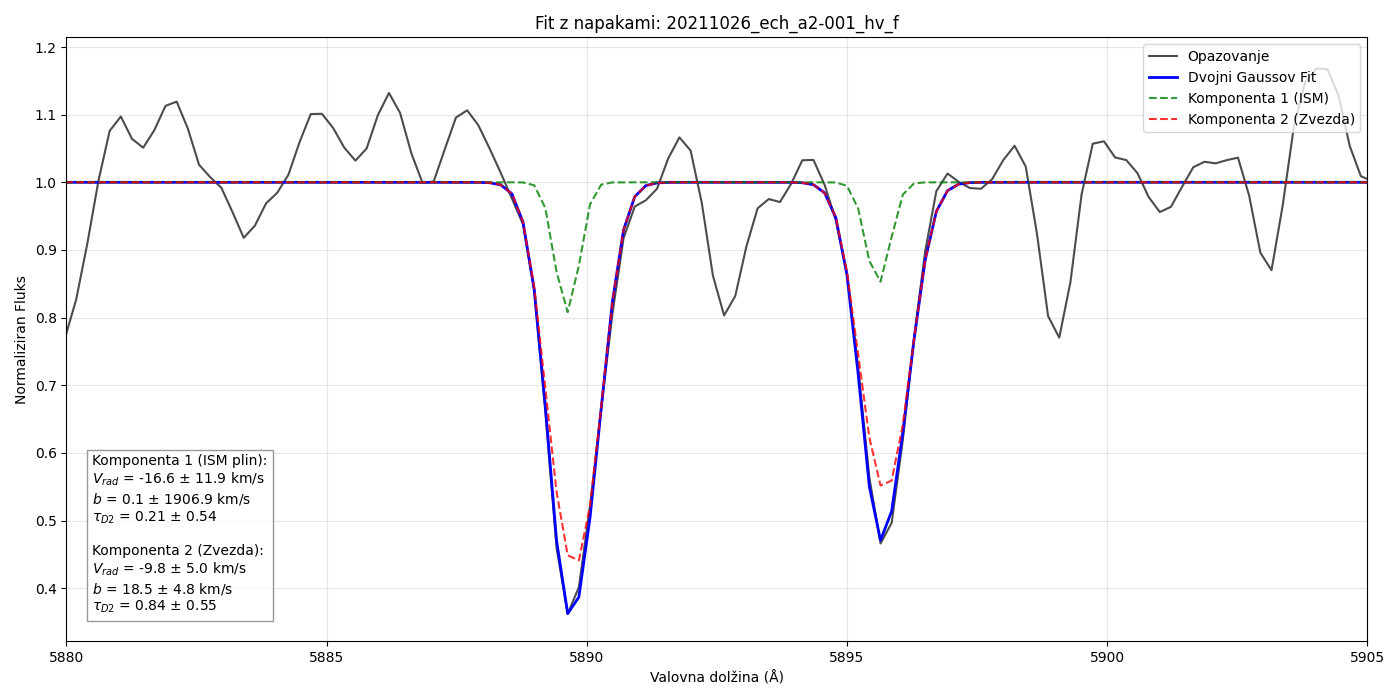 Fit z napakami: 20211026_ech_a2-001_hv_f
Normaliziran Fluks
1.2
1.1
1.0
0.9
0.8
0.7
0.6
0.5
0.4
Opazovanje
Dvojni Gaussov Fit
Komponenta 1 (ISM)
Komponenta 2 (Zvezda)
Komponenta 1 (ISM plin):
V_rad = -16.6 ± 11.9 km/s
b = 0.1 ± 1906.9 km/s
τ_D2 = 0.21 ± 0.54
Komponenta 2 (Zvezda):
V_rad = -9.8 ± 5.0 km/s
b = 18.5 ± 4.8 km/s
τ_D2 = 0.84 ± 0.55
5880 5885 5890 5895 5900 5905
Valovna dolžina (Å)